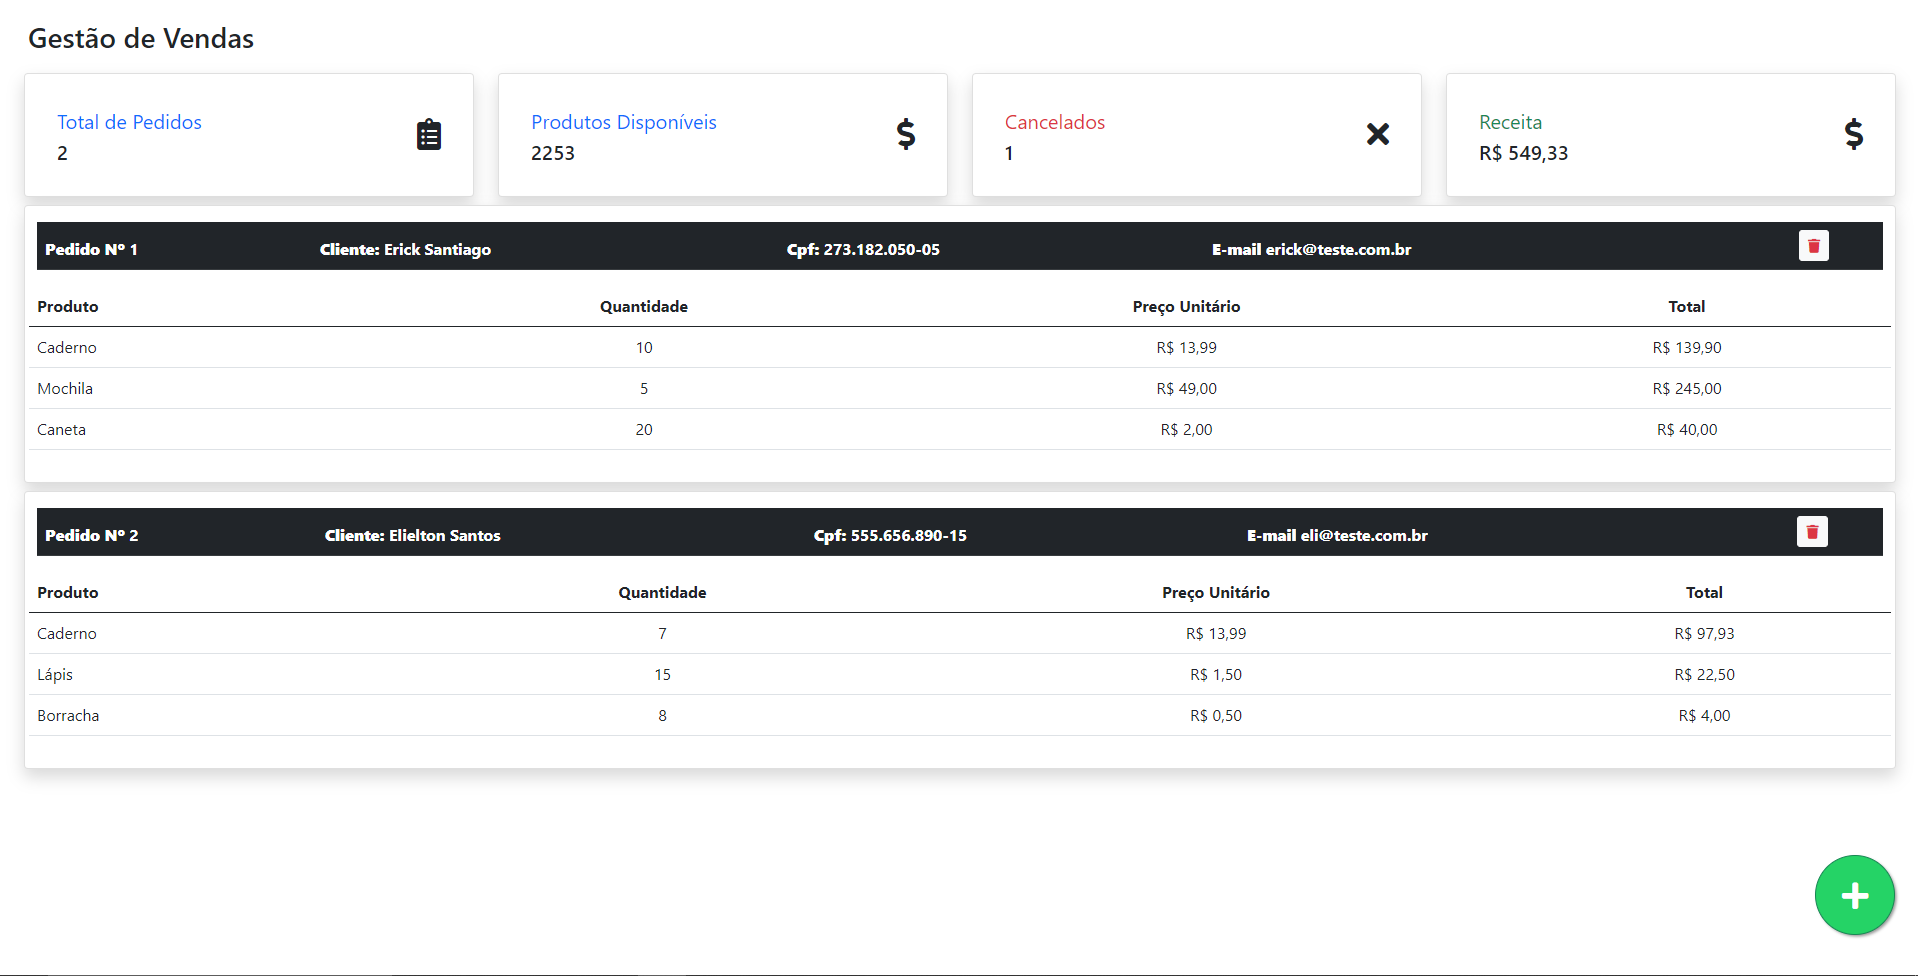 Gestão de Vendas
Total de Pedidos
2
Produtos Disponíveis
2253
Cancelados
1
Receita
R$ 549,33
Pedido Nº 1 Cliente: Erick Santiago Cpf: 273.182.050-05 E-mail erick@teste.com.br
Produto Quantidade Preço Unitário Total
Caderno 10 R$ 13,99 R$ 139,90
Mochila 5 R$ 49,00 R$ 245,00
Caneta 20 R$ 2,00 R$ 40,00
Pedido Nº 2 Cliente: Elielton Santos Cpf: 555.656.890-15 E-mail eli@teste.com.br
Produto Quantidade Preço Unitário Total
Caderno 7 R$ 13,99 R$ 97,93
Lápis 15 R$ 1,50 R$ 22,50
Borracha 8 R$ 0,50 R$ 4,00